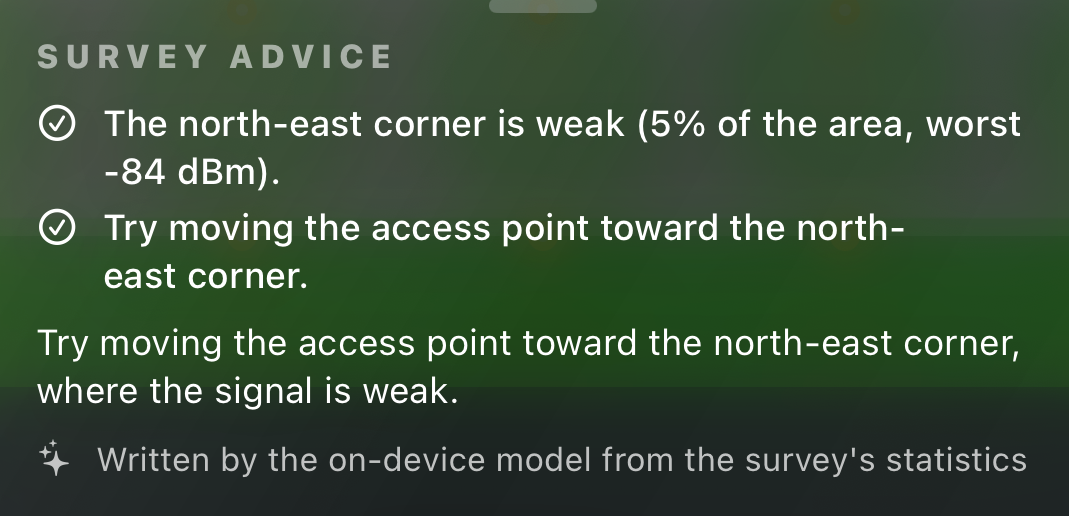 SURVEY ADVICE
The north-east corner is weak (5% of the area, worst
-84 dBm).
Try moving the access point toward the north-
east corner.
Try moving the access point toward the north-east corner,
where the signal is weak.
Written by the on-device model from the survey's statistics